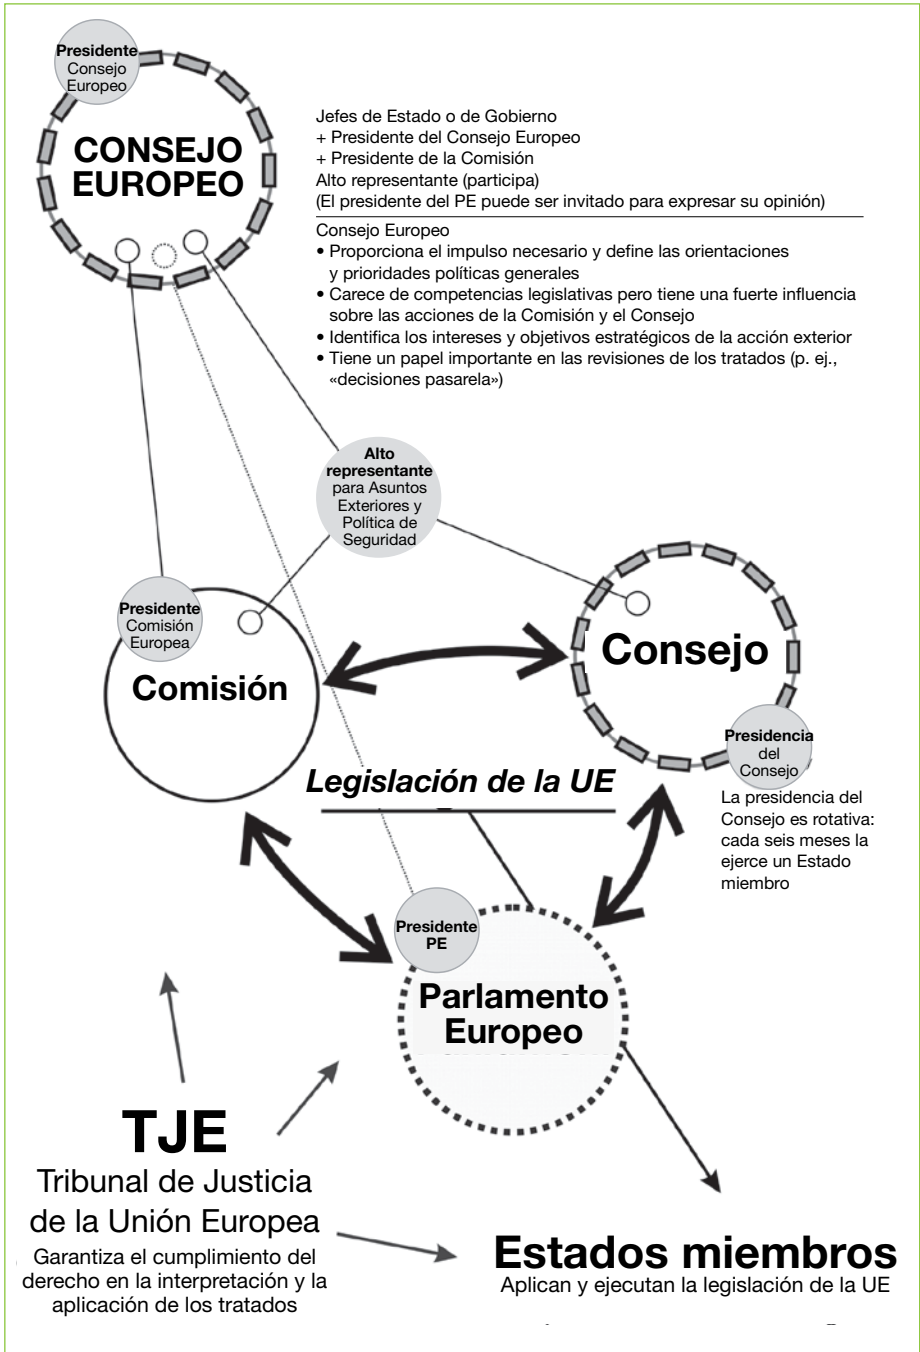 Presidente
Consejo
Europeo
CONSEJO
EUROPEO
Jefes de Estado o de Gobierno
+ Presidente del Consejo Europeo
+ Presidente de la Comisión
Alto representante (participa)
(El presidente del PE puede ser invitado para expresar su opinión)
Consejo Europeo
• Proporciona el impulso necesario y define las orientaciones
y prioridades políticas generales
• Carece de competencias legislativas pero tiene una fuerte influencia
sobre las acciones de la Comisión y el Consejo
• Identifica los intereses y objetivos estratégicos de la acción exterior
• Tiene un papel importante en las revisiones de los tratados (p. ej.,
«decisiones pasarela»)
Alto
representante
para Asuntos
Exteriores y
Política de
Seguridad
Presidente
Comisión
Europea
Comisión
Consejo
Presidencia
del
Consejo
La presidencia del
Consejo es rotativa:
cada seis meses la
ejerce un Estado
miembro
Legislación de la UE
Presidente
PE
Parlamento
Europeo
TJE
Tribunal de Justicia
de la Unión Europea
Garantiza el cumplimiento del
derecho en la interpretación y la
aplicación de los tratados
Estados miembros
Aplican y ejecutan la legislación de la UE